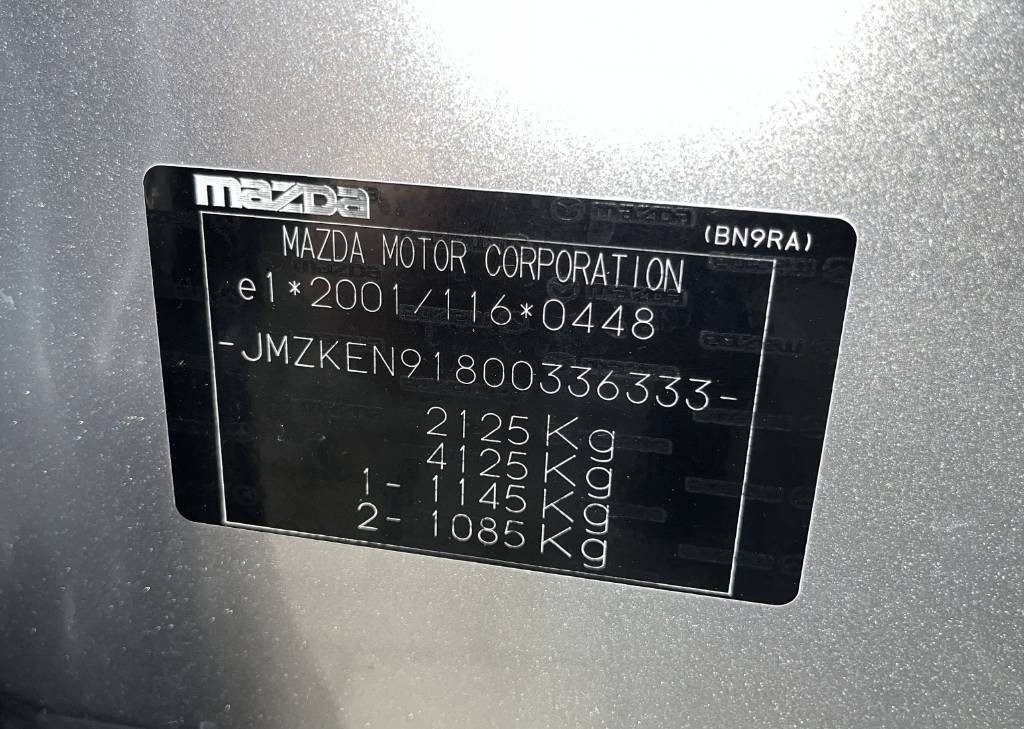 mazda
(BN9RA)
MAZDA MOTOR CORPORATION
e1*2001/116*0448
-JMZKEN91800336333-
2125 Kg
4125 Kg
1- 1145 Kg
2- 1085 Kg